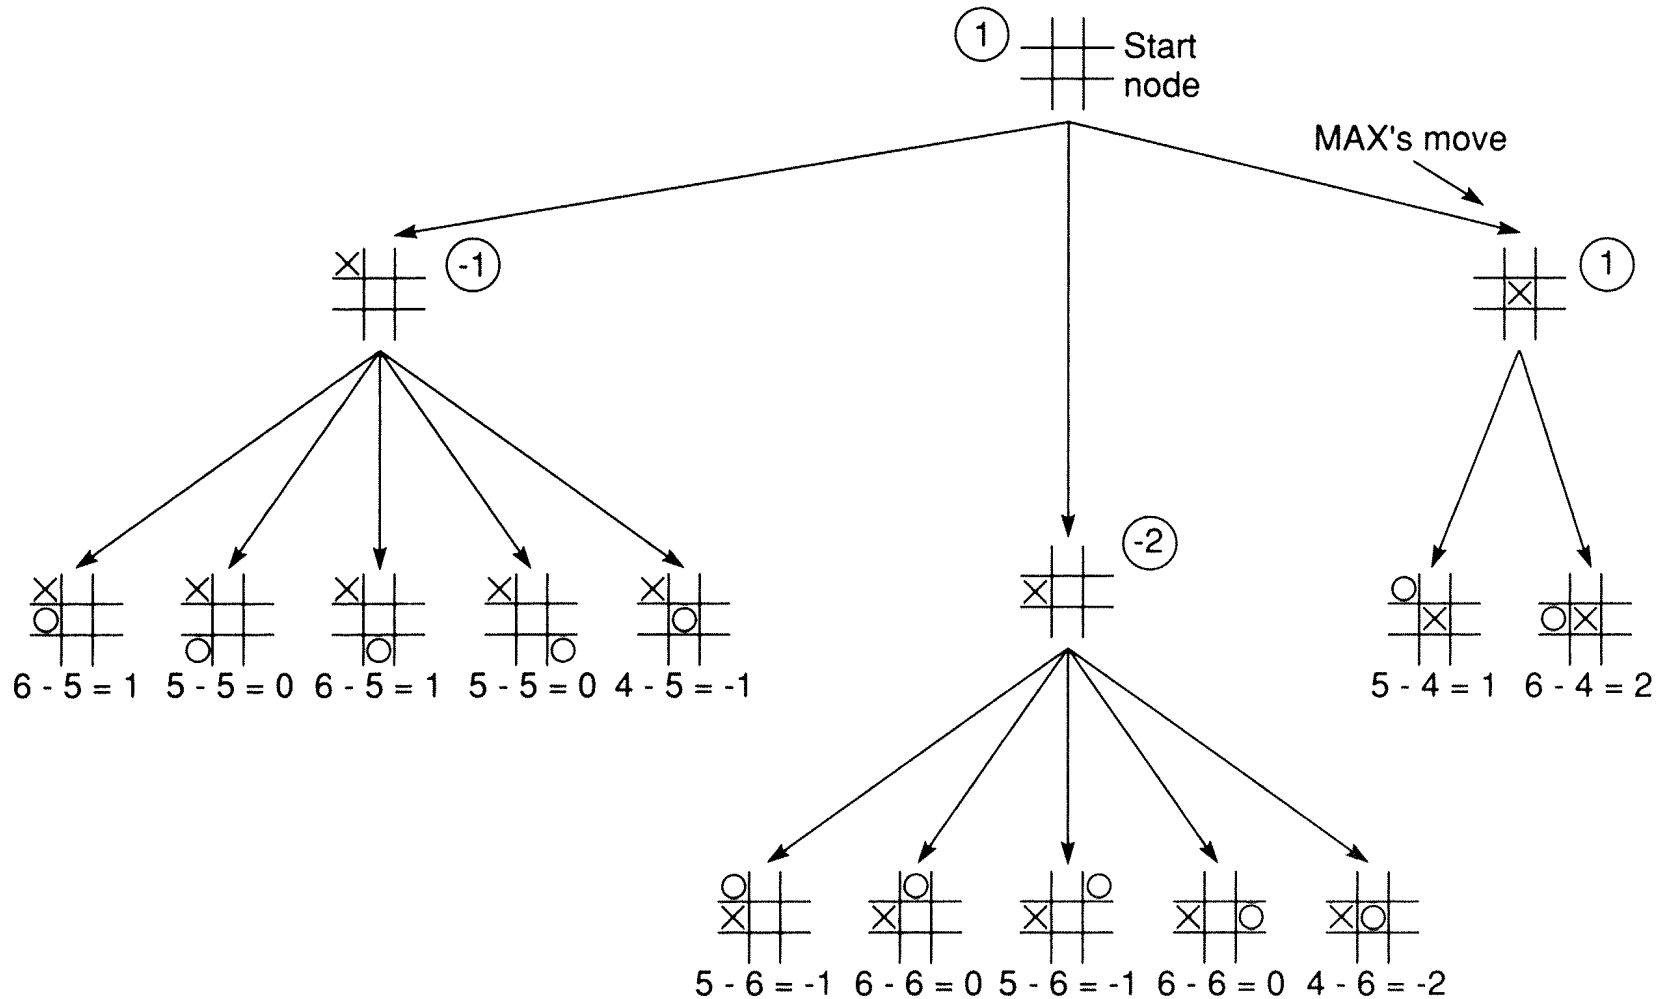 1
Start
node
MAX's move
-1
1
X
X
-2
X
X
O
X
O
X
O
X
O
X
O
O
X
O X
6 - 5 = 1 5 - 5 = 0 6 - 5 = 1 5 - 5 = 0 4 - 5 = -1
5 - 4 = 1 6 - 4 = 2
O
X
O
X
O
X
X O
X O
5 - 6 = -1 6 - 6 = 0 5 - 6 = -1 6 - 6 = 0 4 - 6 = -2